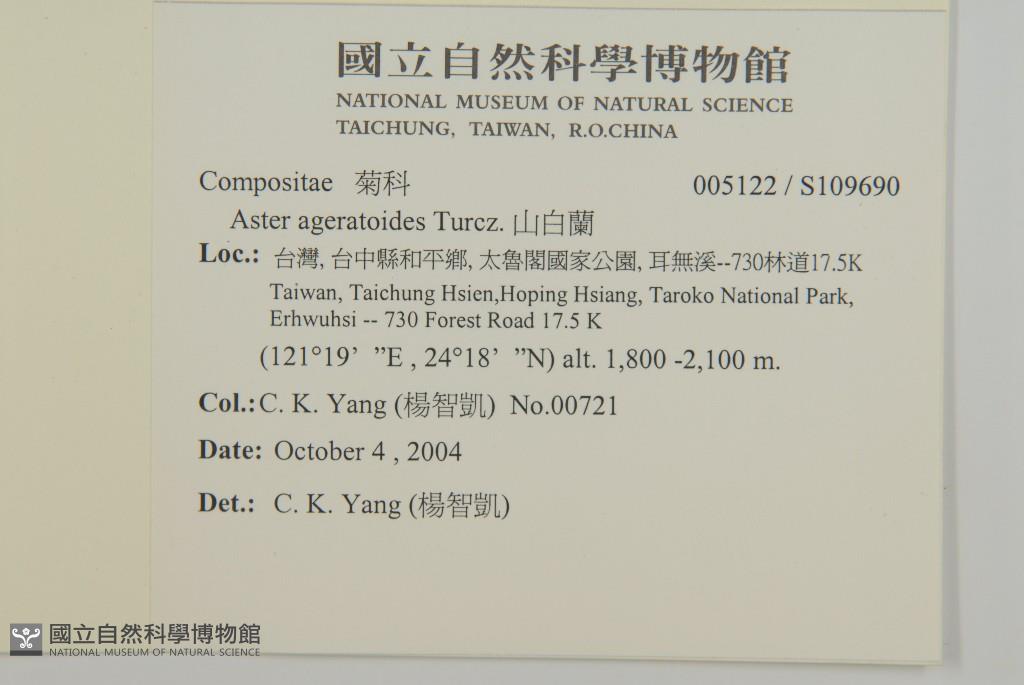 國立自然科學博物館
NATIONAL MUSEUM OF NATURAL SCIENCE
TAICHUNG, TAIWAN, R.O.CHINA
Compositae 菊科 005122 / S109690
Aster ageratoides Turcz. 山白蘭
Loc.: 台灣, 台中縣和平鄉, 太魯閣國家公園, 耳無溪--730林道17.5K
Taiwan, Taichung Hsien,Hoping Hsiang, Taroko National Park,
Erhwuhsi -- 730 Forest Road 17.5 K
(121°19’ ”E , 24°18’ ”N) alt. 1,800 -2,100 m.
Col.: C. K. Yang (楊智凱) No.00721
Date: October 4 , 2004
Det.: C. K. Yang (楊智凱)
國立自然科學博物館
NATIONAL MUSEUM OF NATURAL SCIENCE